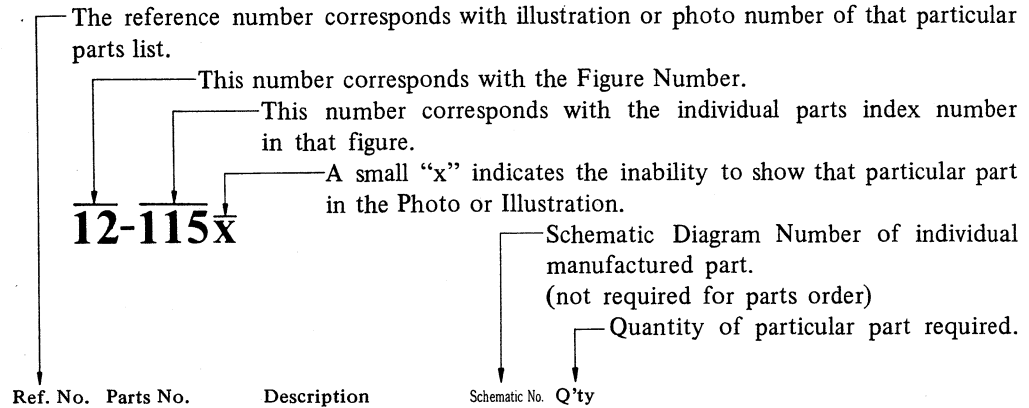 The reference number corresponds with illustration or photo number of that particular
parts list.
This number corresponds with the Figure Number.
This number corresponds with the individual parts index number
in that figure.
A small “x” indicates the inability to show that particular part
in the Photo or Illustration.
12-115x
Schematic Diagram Number of individual
manufactured part.
(not required for parts order)
Quantity of particular part required.
Ref. No. Parts No. Description Schematic No. Q'ty